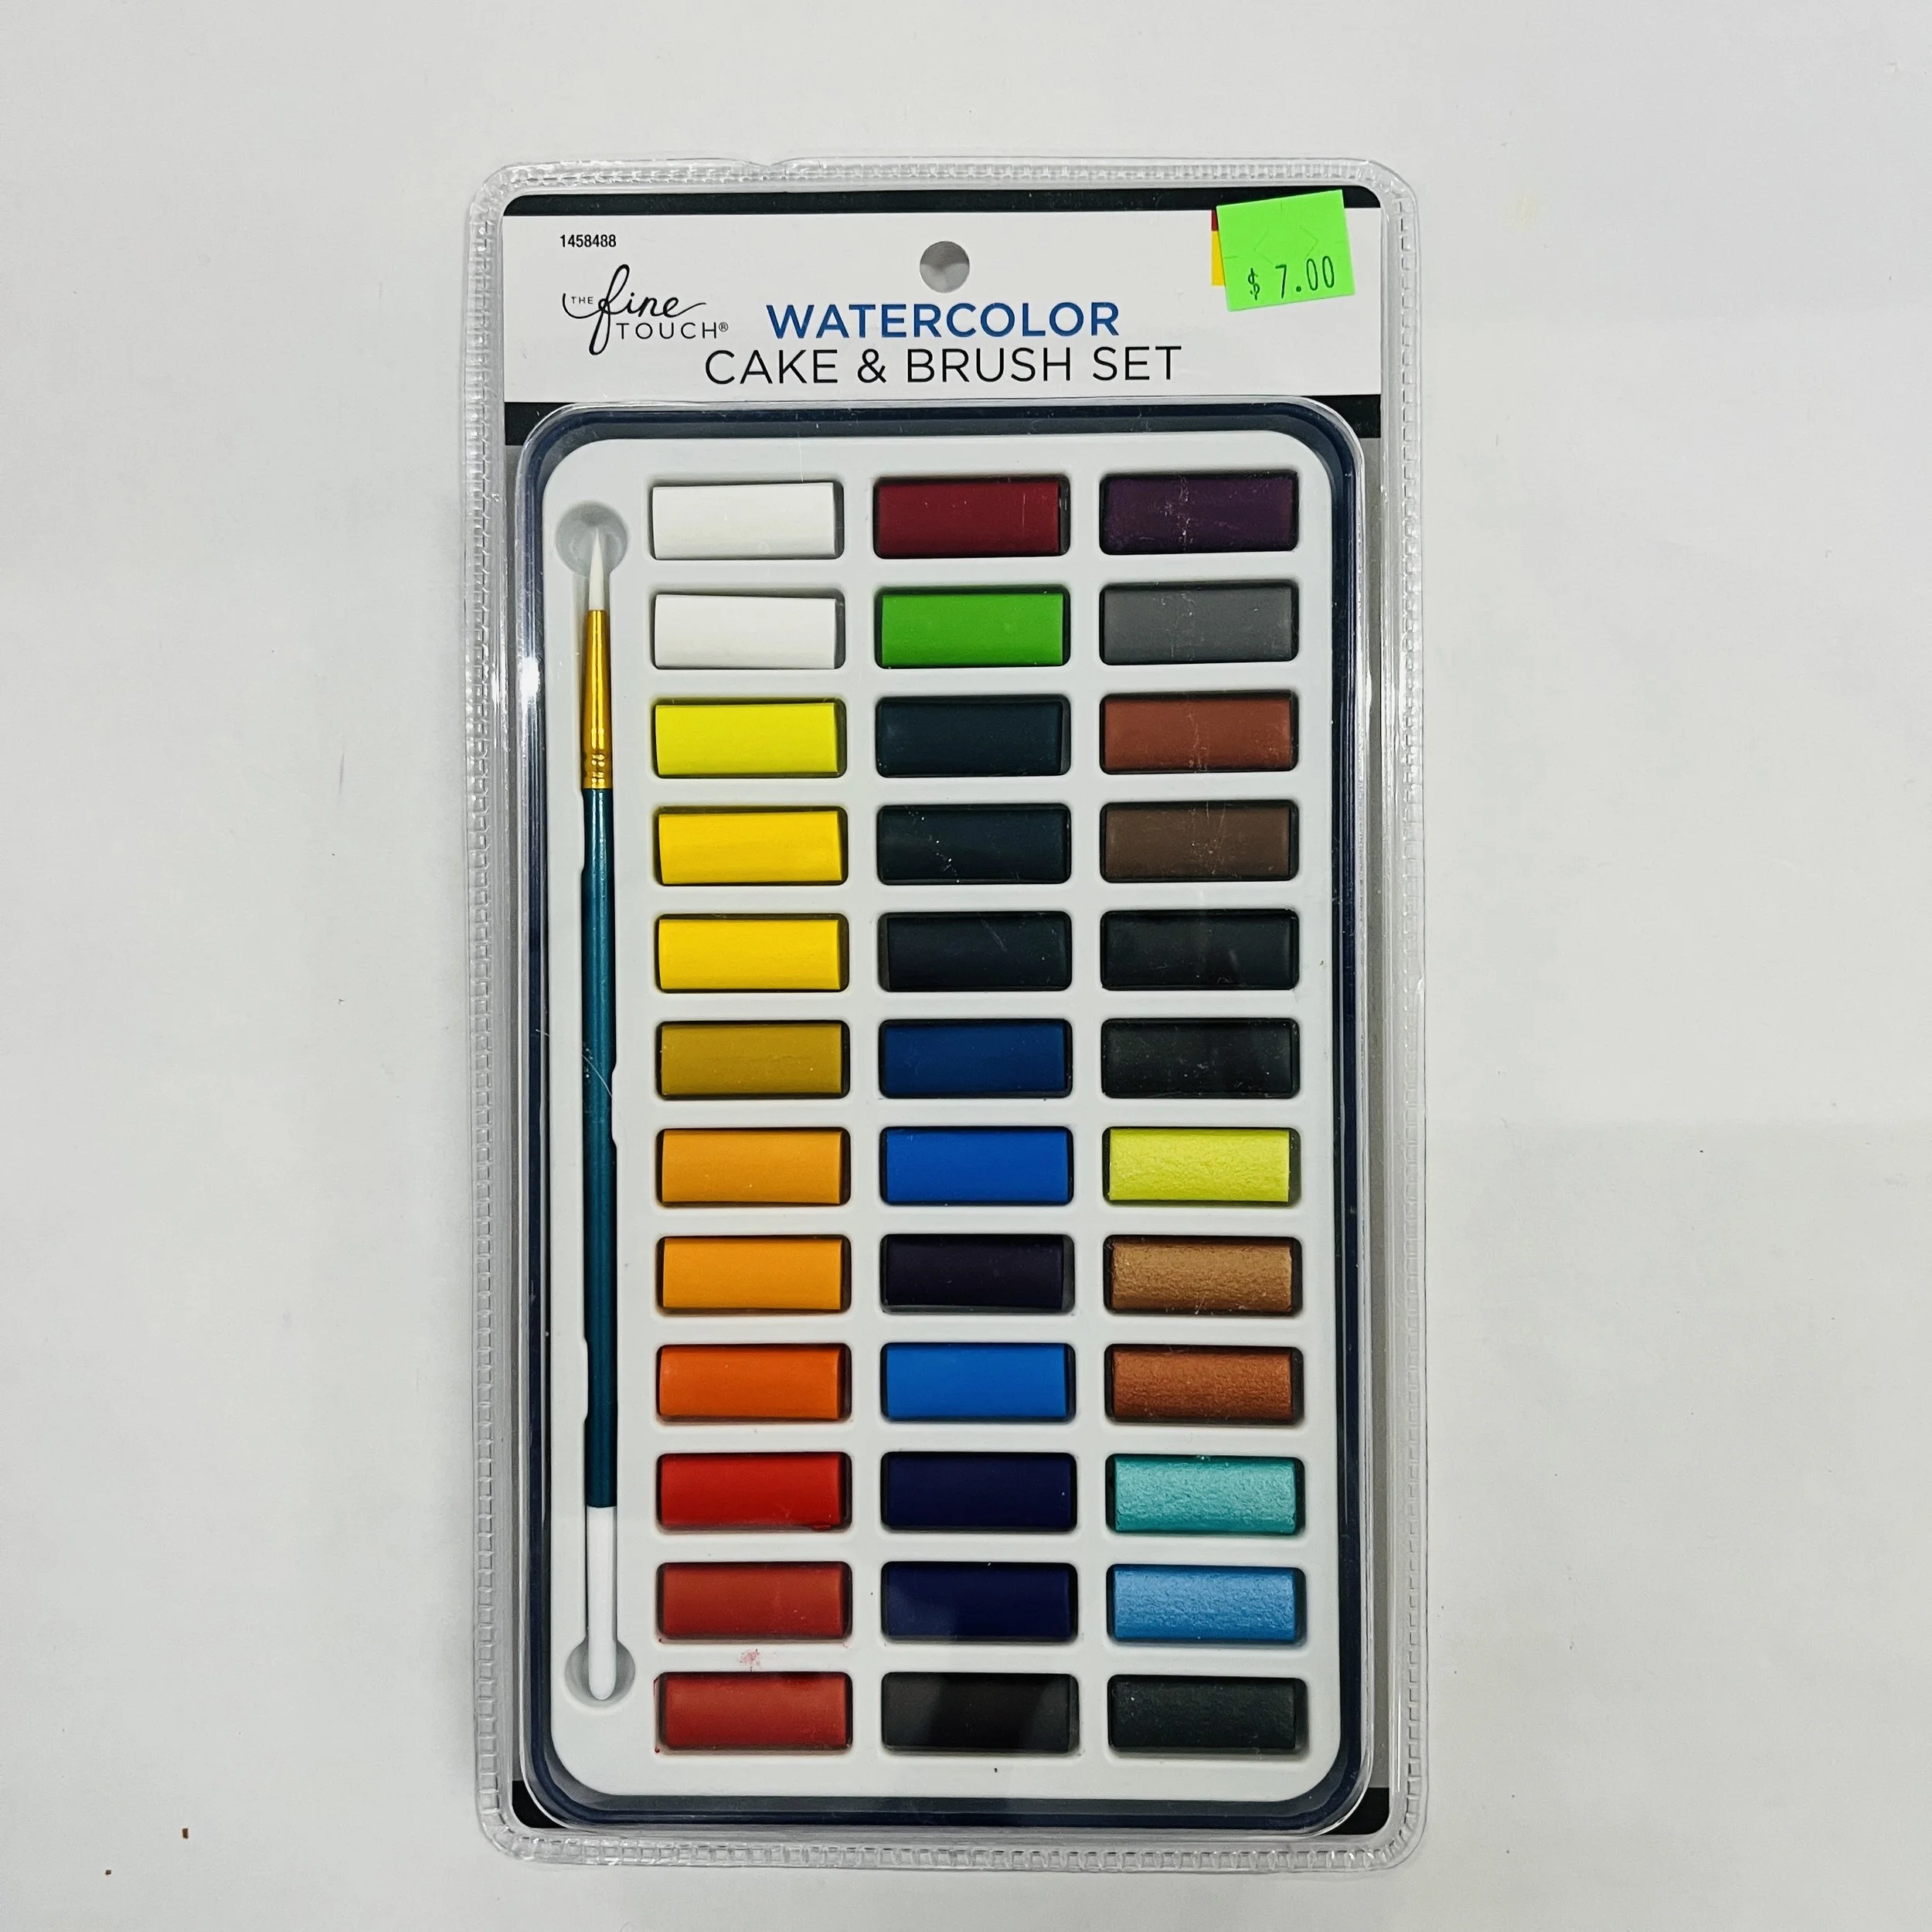 1458488
THE fine TOUCH®
WATERCOLOR
CAKE & BRUSH SET
$ 7.00